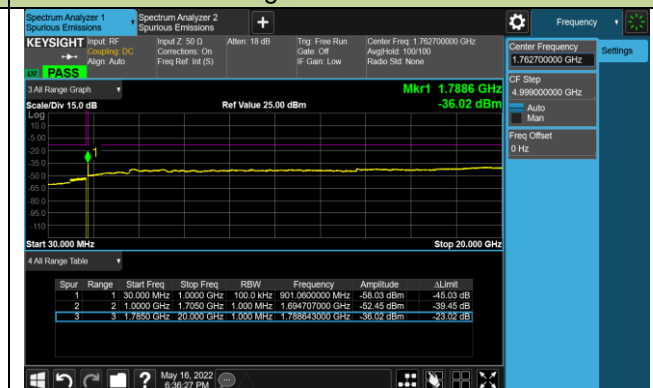 Spectrum Analyzer 1
Spurious Emissions
Spectrum Analyzer 2
Spurious Emissions
+
Frequency
KEYSIGHT
Input: RF
Coupling: DC
Align: Auto
Input Z: 50 Ω
Corrections: On
Freq Ref: Int (S)
Atten: 18 dB
Trig: Free Run
Gate: Off
IF Gain: Low
Center Freq: 1.762700000 GHz
Avg|Hold: 100/100
Radio Std: None
PASS
Center Frequency
1.762700000 GHz
Settings
CF Step
4.999000000 GHz
Auto
Man
Freq Offset
0 Hz
3 All Range Graph
Mkr1 1.7886 GHz
Scale/Div 15.0 dB
Ref Value 25.00 dBm
-36.02 dBm
Log
10.0
-5.00
-20.0
-35.0
-50.0
-65.0
-80.0
-95.0
-110
1
Start 30.000 MHz
Stop 20.000 GHz
4 All Range Table
Spur Range Start Freq Stop Freq RBW Frequency Amplitude ΔLimit
1 1 30.000 MHz 1.0000 GHz 100.0 kHz 901.0600000 MHz -58.03 dBm -45.03 dB
2 2 1.0000 GHz 1.7050 GHz 1.000 MHz 1.694707000 GHz -52.45 dBm -39.45 dB
3 3 1.7850 GHz 20.000 GHz 1.000 MHz 1.788643000 GHz -36.02 dBm -23.02 dB
?
May 16, 2022
6:36:27 PM